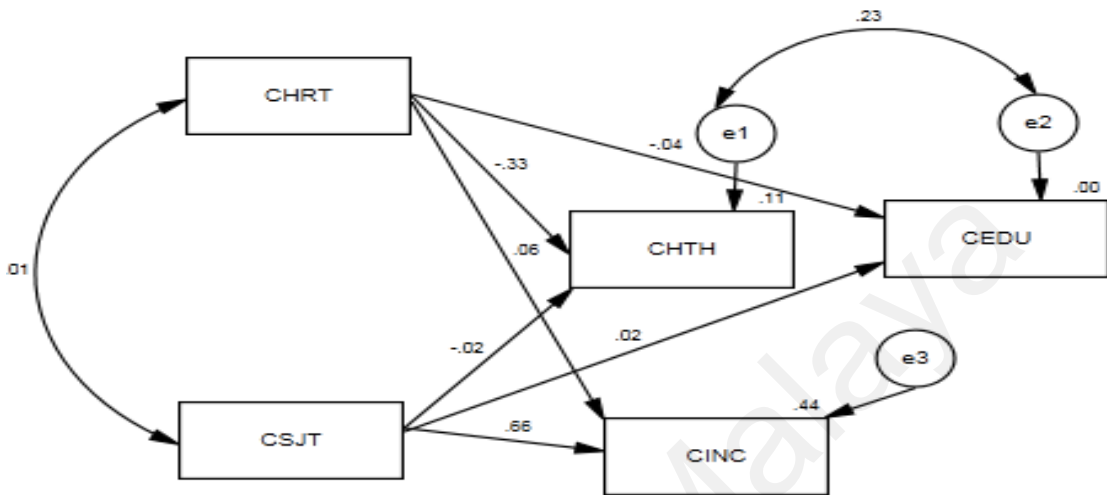 .23
CHRT
e1
e2
-.04
-.33
.11
.00
CHTH
CEDU
.01
.06
-.02
.02
e3
.44
.66
CSJT
CINC
Malaya